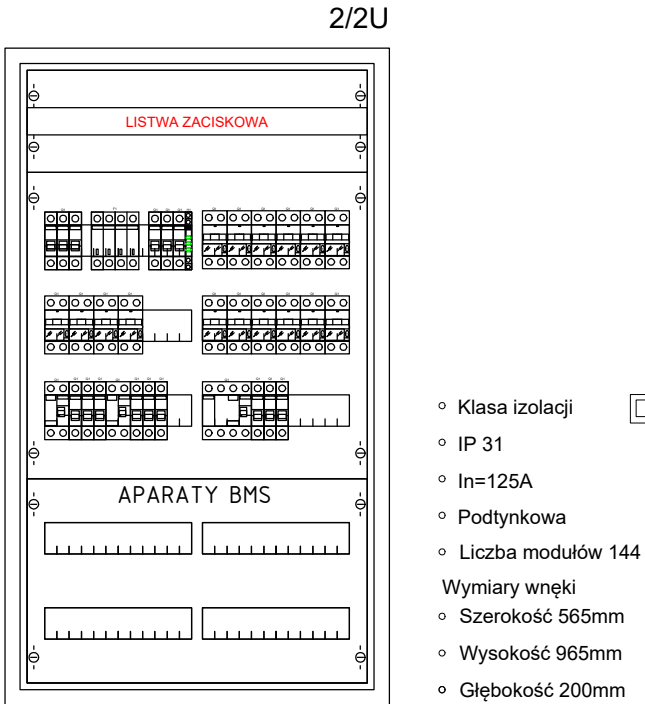 2/2U
LISTWA ZACISKOWA
APARATY BMS
Klasa izolacji
IP 31
In=125A
Podtynkowa
Liczba modułów 144
Wymiary wnęki
Szerokość 565mm
Wysokość 965mm
Głębokość 200mm